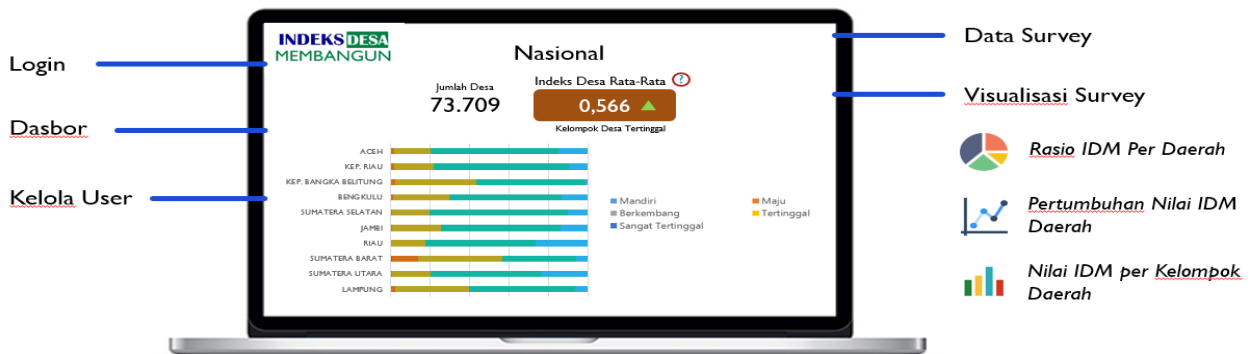 Login
Dasbor
Kelola User
INDEKS DESA
MEMBANGUN
Nasional
Jumlah Desa
73.709
Indeks Desa Rata-Rata ?
0,566
Kelompok Desa Tertinggal
ACEH
KEP. RIAU
KEP. BANGKA BELITUNG
BENGKULU
SUMATERA SELATAN
JAMBI
RIAU
SUMATERA BARAT
SUMATERA UTARA
LAMPUNG
Mandiri
Maju
Berkembang
Tertinggal
Sangat Tertinggal
Data Survey
Visualisasi Survey
Rasio IDM Per Daerah
Pertumbuhan Nilai IDM
Daerah
Nilai IDM per Kelompok
Daerah